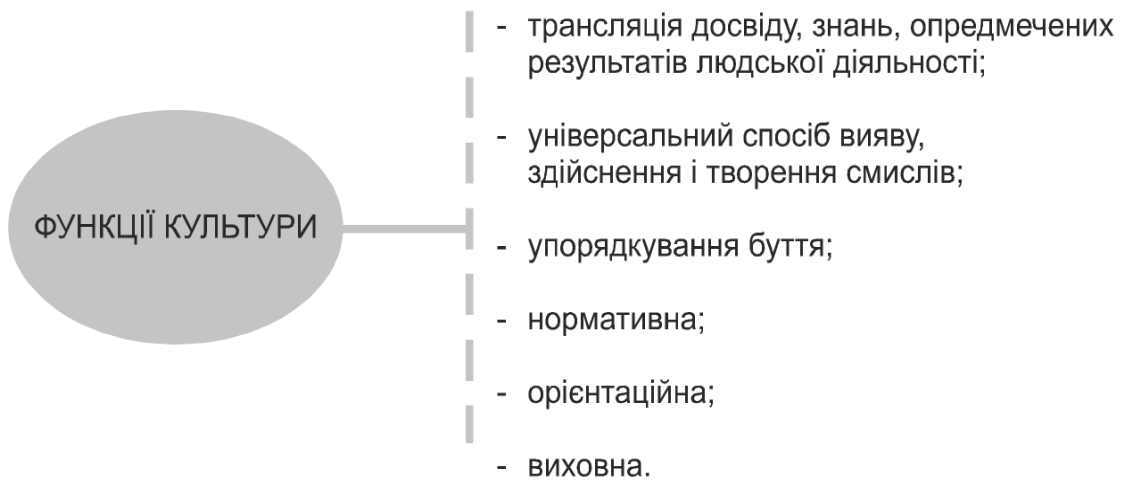 ФУНКЦІЇ КУЛЬТУРИ
- трансляція досвіду, знань, опредмечених
результатів людської діяльності;
- універсальний спосіб вияву,
здійснення і творення смислів;
- упорядкування буття;
- нормативна;
- орієнтаційна;
- виховна.